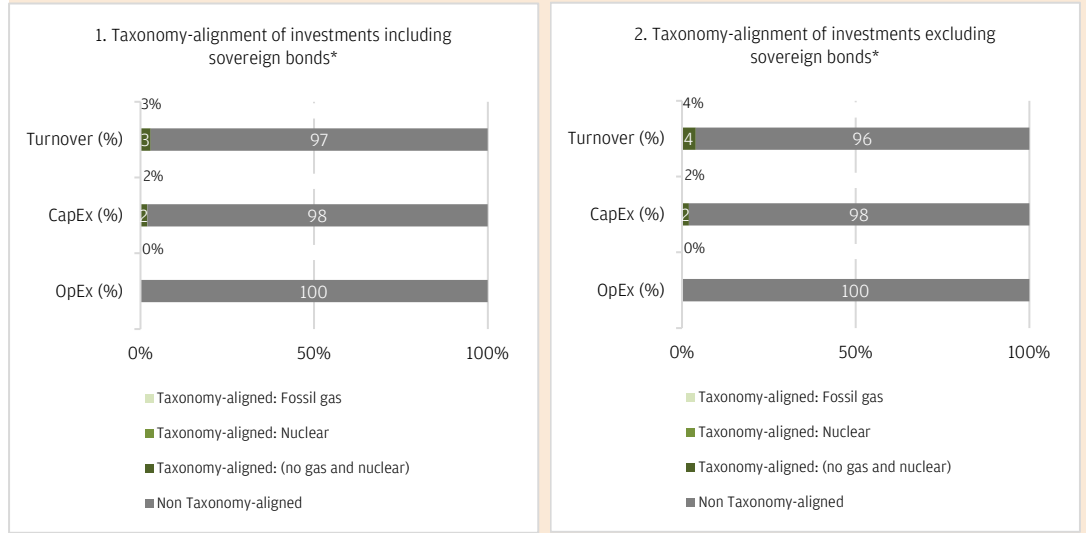 1. Taxonomy-alignment of investments including
sovereign bonds*
3%
Turnover (%)
3
97
2%
CapEx (%)
2
98
0%
OpEx (%)
100
0%
50%
100%
Taxonomy-aligned: Fossil gas
Taxonomy-aligned: Nuclear
Taxonomy-aligned: (no gas and nuclear)
Non Taxonomy-aligned
2. Taxonomy-alignment of investments excluding
sovereign bonds*
4%
Turnover (%)
4
96
2%
CapEx (%)
2
98
0%
OpEx (%)
100
0%
50%
100%
Taxonomy-aligned: Fossil gas
Taxonomy-aligned: Nuclear
Taxonomy-aligned: (no gas and nuclear)
Non Taxonomy-aligned